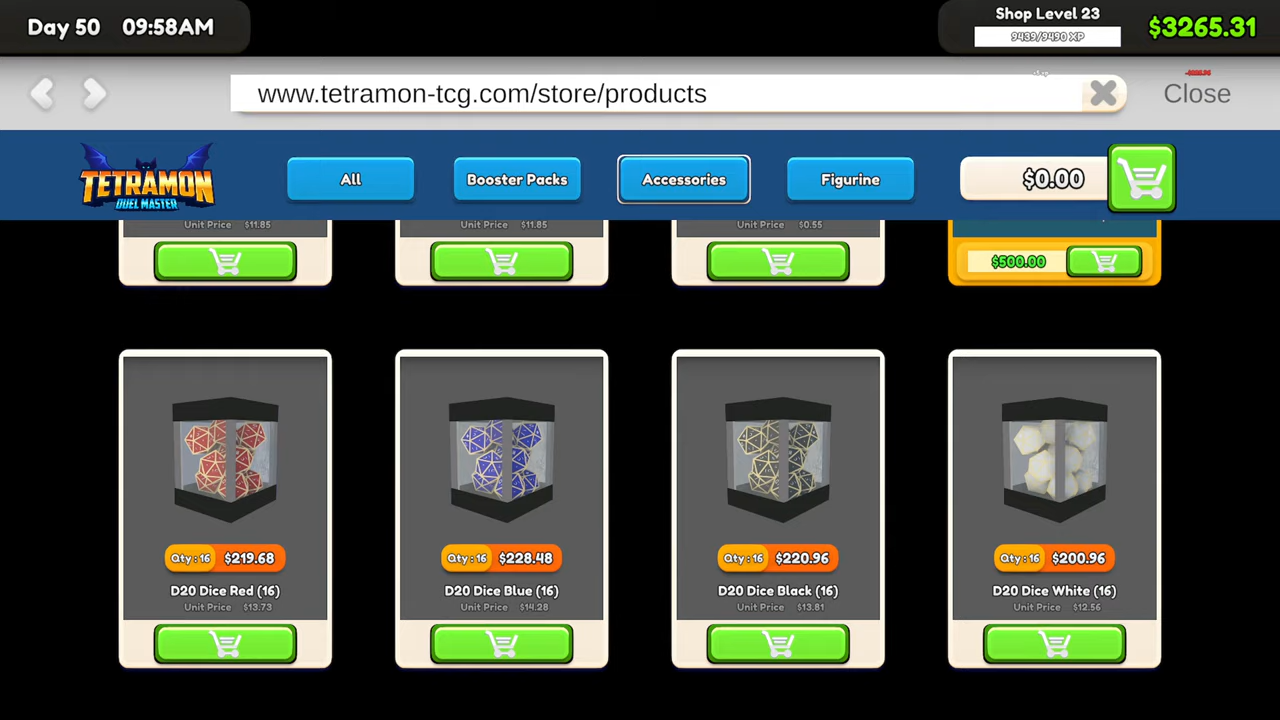 Day 50 09:58AM
Shop Level 23
9439/9490 XP
$3265.31
www.tetramon-tcg.com/store/products
Close
TETRAMON
DUEL MASTER
All
Booster Packs
Accessories
Figurine
$0.00
Unit Price $11.85
Unit Price $11.85
Unit Price $0.55
$500.00
Qty : 16 $219.68
D20 Dice Red (16)
Unit Price $13.73
Qty : 16 $228.48
D20 Dice Blue (16)
Unit Price $14.28
Qty : 16 $220.96
D20 Dice Black (16)
Unit Price $13.81
Qty : 16 $200.96
D20 Dice White (16)
Unit Price $12.56